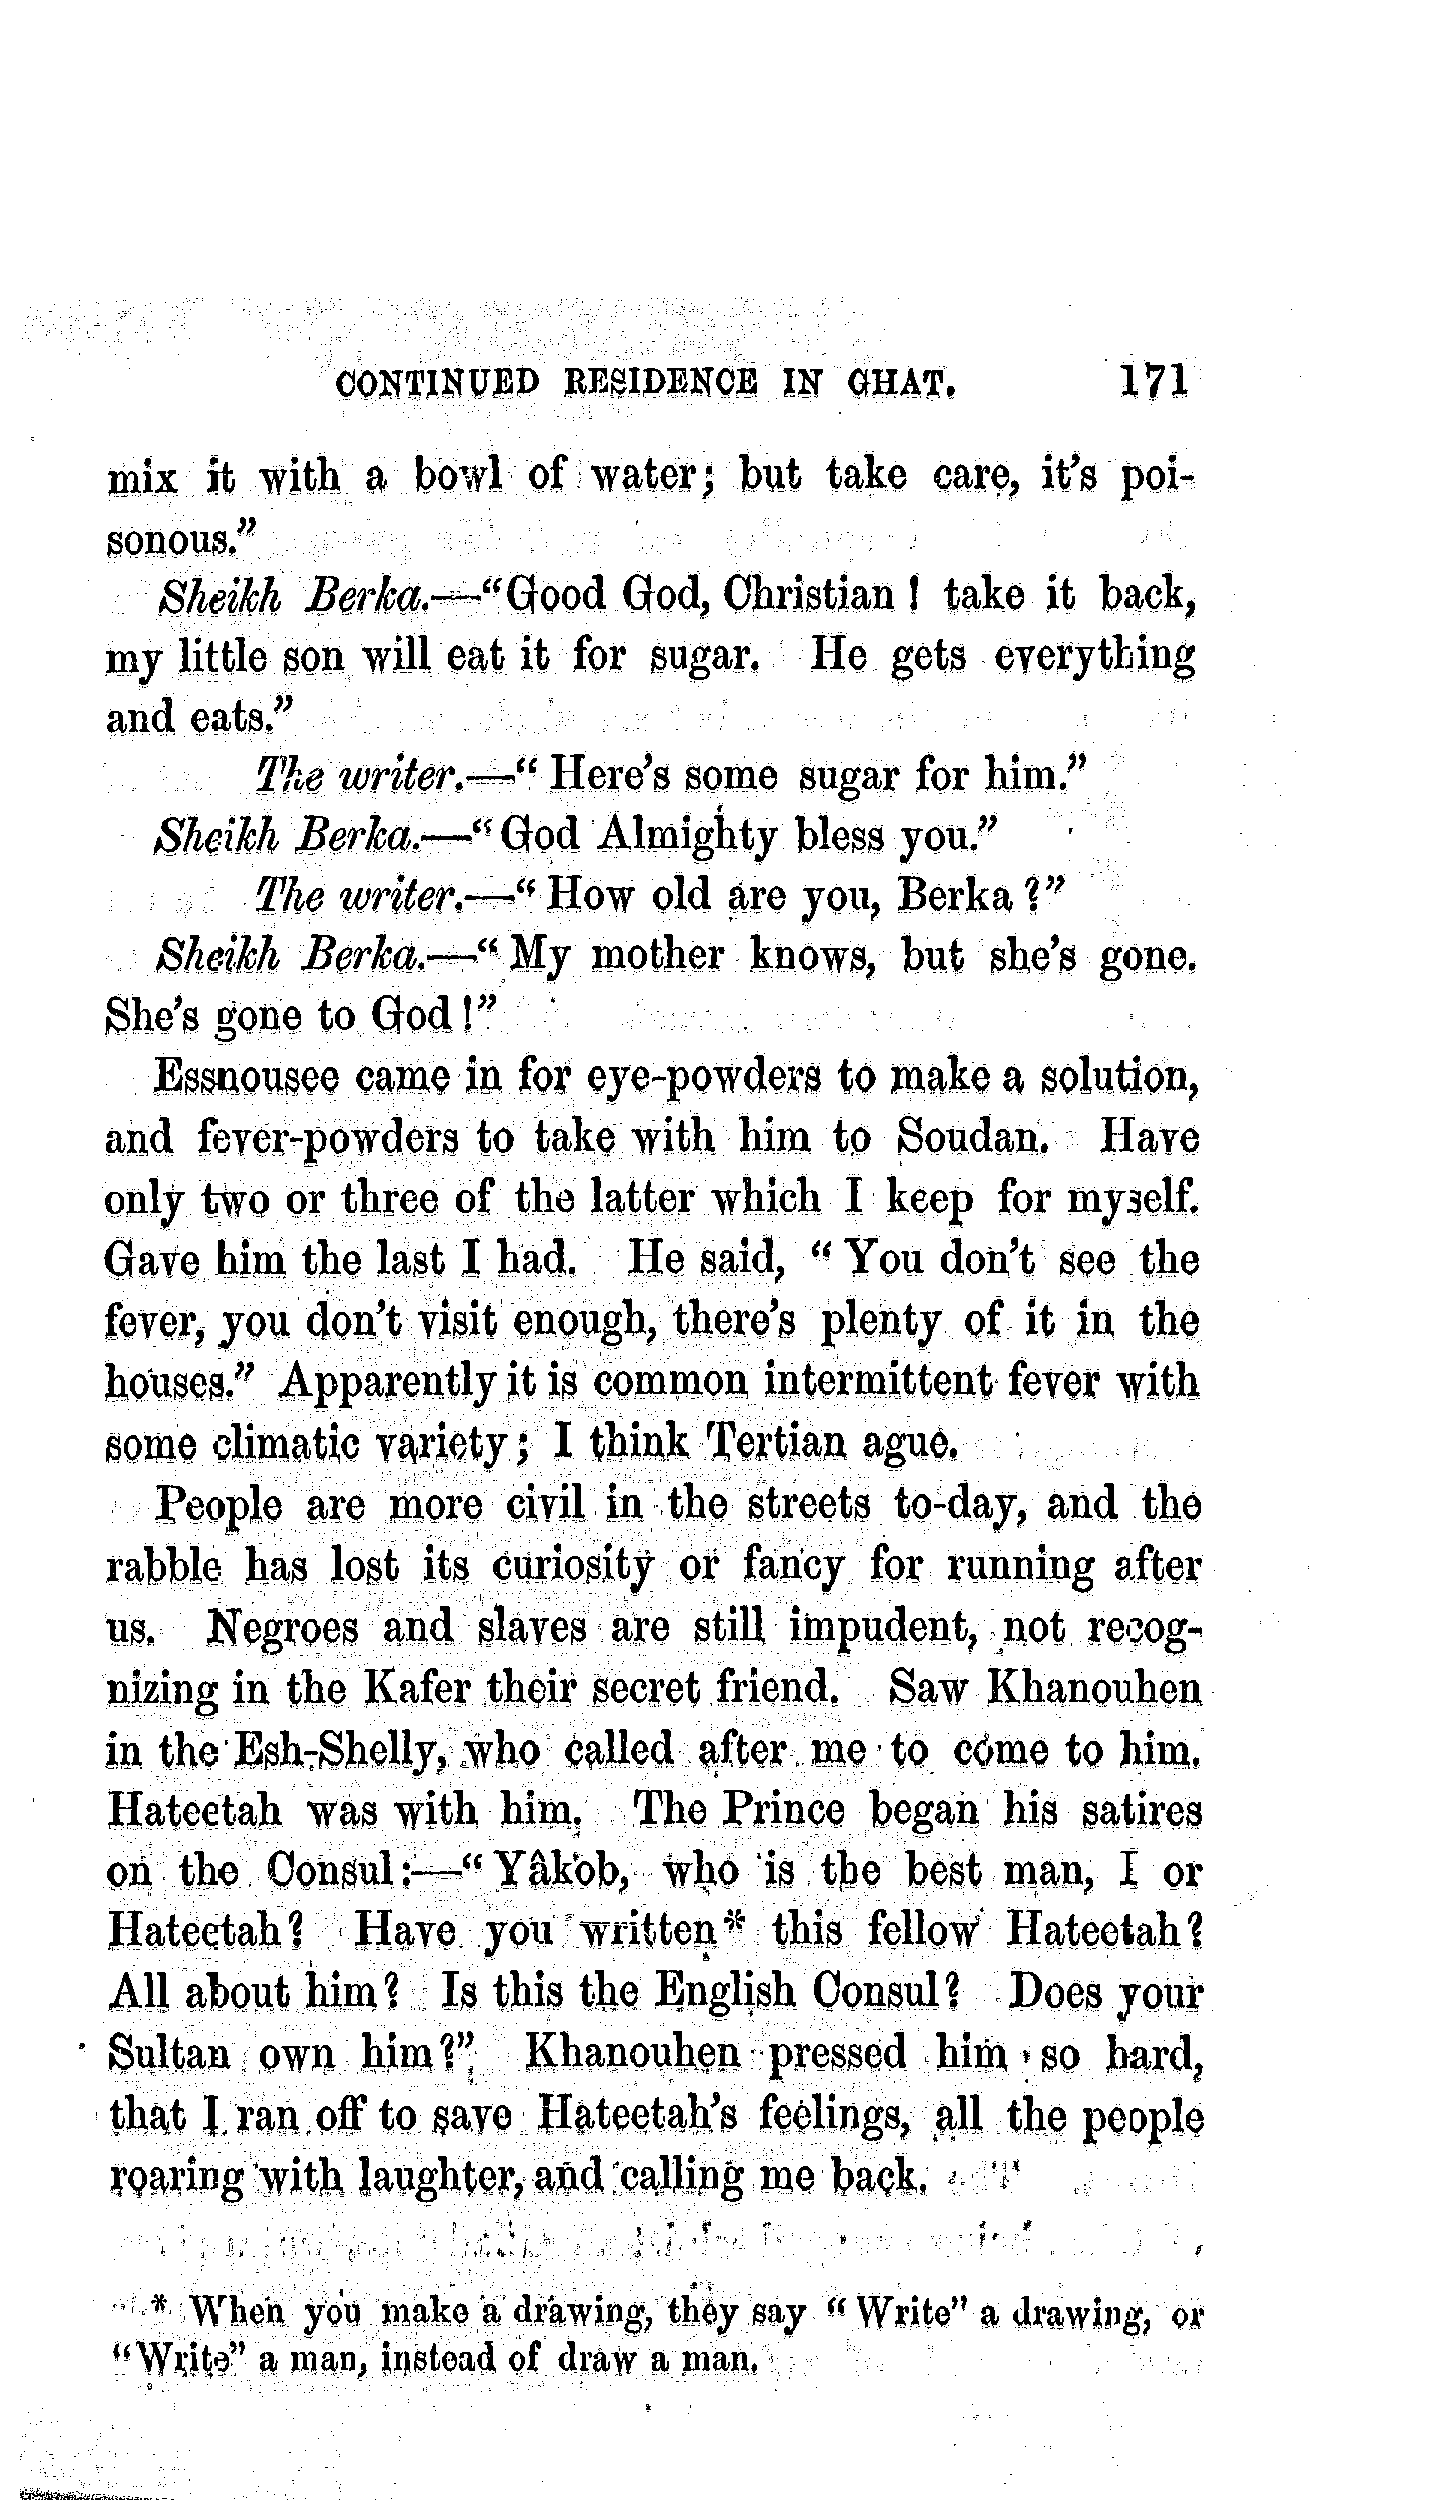 CONTINUED RESIDENCE IN GHAT. 171
mix it with a bowl of water; but take care, it's poi-
sonous."
Sheikh Berka.—"Good God, Christian! take it back,
my little son will eat it for sugar. He gets everything
and eats."
The writer.—"Here's some sugar for him."
Sheikh Berka.—"God Almighty bless you."
The writer.—"How old are you, Berka?"
Sheikh Berka.—"My mother knows, but she's gone.
She's gone to God!"
Essnousee came in for eye-powders to make a solution,
and fever-powders to take with him to Soudan. Have
only two or three of the latter which I keep for myself.
Gave him the last I had. He said, "You don't see the
fever, you don't visit enough, there's plenty of it in the
houses." Apparently it is common intermittent fever with
some climatic variety; I think Tertian ague.
People are more civil in the streets to-day, and the
rabble has lost its curiosity or fancy for running after
us. Negroes and slaves are still impudent, not recog-
nizing in the Kafer their secret friend. Saw Khanouhen
in the Esh-Shelly, who called after me to come to him.
Hateetah was with him. The Prince began his satires
on the Consul:—"Yâkob, who is the best man, I or
Hateetah? Have you written* this fellow Hateetah?
All about him? Is this the English Consul? Does your
Sultan own him?" Khanouhen pressed him so hard,
that I ran off to save Hateetah's feelings, all the people
roaring with laughter, and calling me back.
* When you make a drawing, they say "Write" a drawing, or
"Write" a man, instead of draw a man.